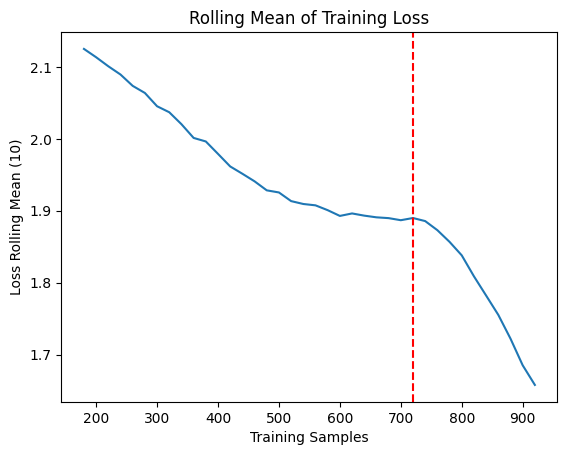 Rolling Mean of Training Loss
Loss Rolling Mean (10)
2.1
2.0
1.9
1.8
1.7
200 300 400 500 600 700 800 900
Training Samples